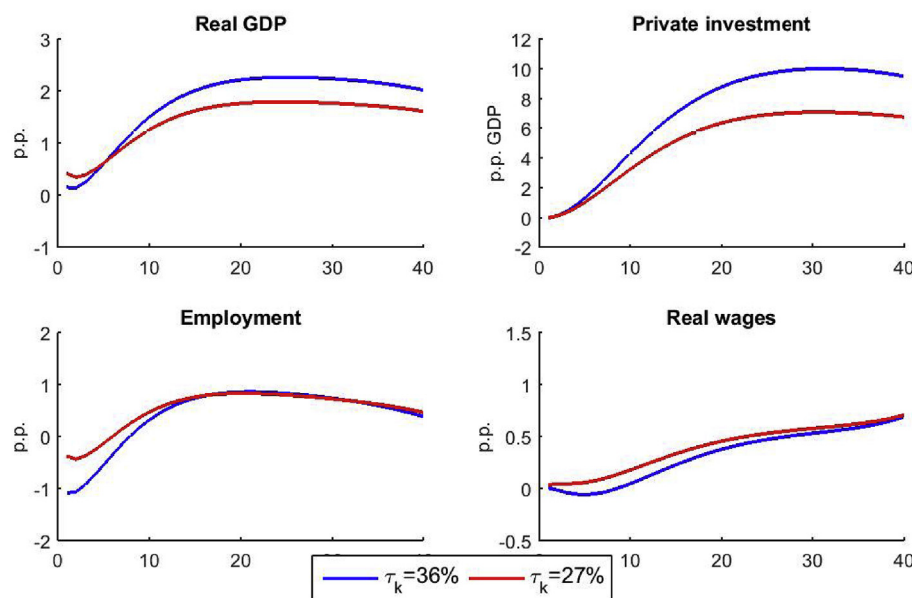 Real GDP
3
2
1
0
-1
p.p.
0 10 20 30 40
Private investment
12
10
8
6
4
2
0
-2
p.p. GDP
0 10 20 30 40
Employment
2
1
0
-1
-2
p.p.
0 10 20 30
Real wages
1.5
1
0.5
0
-0.5
p.p.
10 20 30 40
τk=36% τk=27%